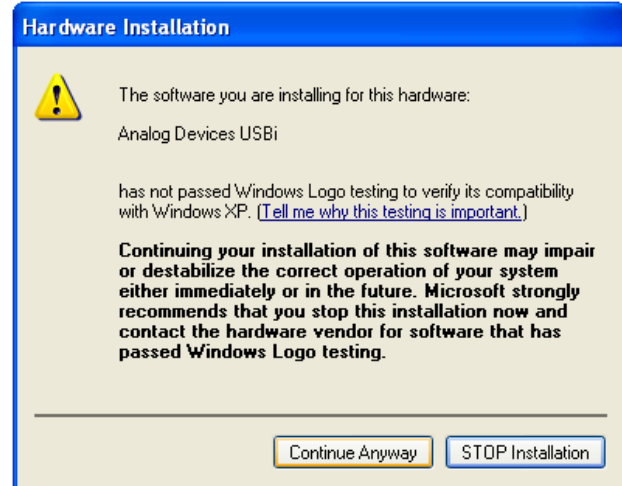 Hardware Installation
The software you are installing for this hardware:
Analog Devices USBi
has not passed Windows Logo testing to verify its compatibility
with Windows XP. (Tell me why this testing is important.)
Continuing your installation of this software may impair
or destabilize the correct operation of your system
either immediately or in the future. Microsoft strongly
recommends that you stop this installation now and
contact the hardware vendor for software that has
passed Windows Logo testing.
Continue Anyway
STOP Installation